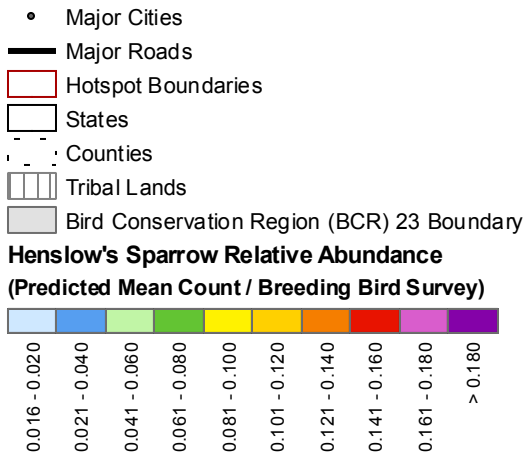 Major Cities
Major Roads
Hotspot Boundaries
States
Counties
Tribal Lands
Bird Conservation Region (BCR) 23 Boundary
Henslow's Sparrow Relative Abundance
(Predicted Mean Count / Breeding Bird Survey)
0.016 - 0.020
0.021 - 0.040
0.041 - 0.060
0.061 - 0.080
0.081 - 0.100
0.101 - 0.120
0.121 - 0.140
0.141 - 0.160
0.161 - 0.180
> 0.180